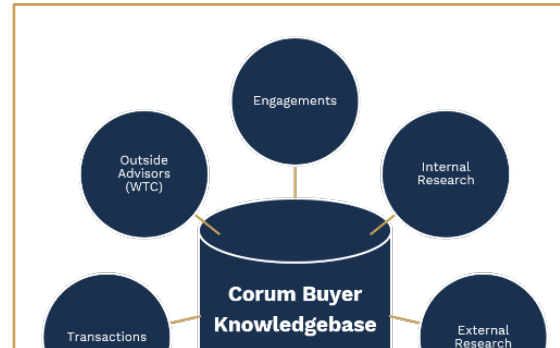 Engagements
Outside
Advisors
(WTC)
Internal
Research
Corum Buyer
Knowledgebase
Transactions
External
Research